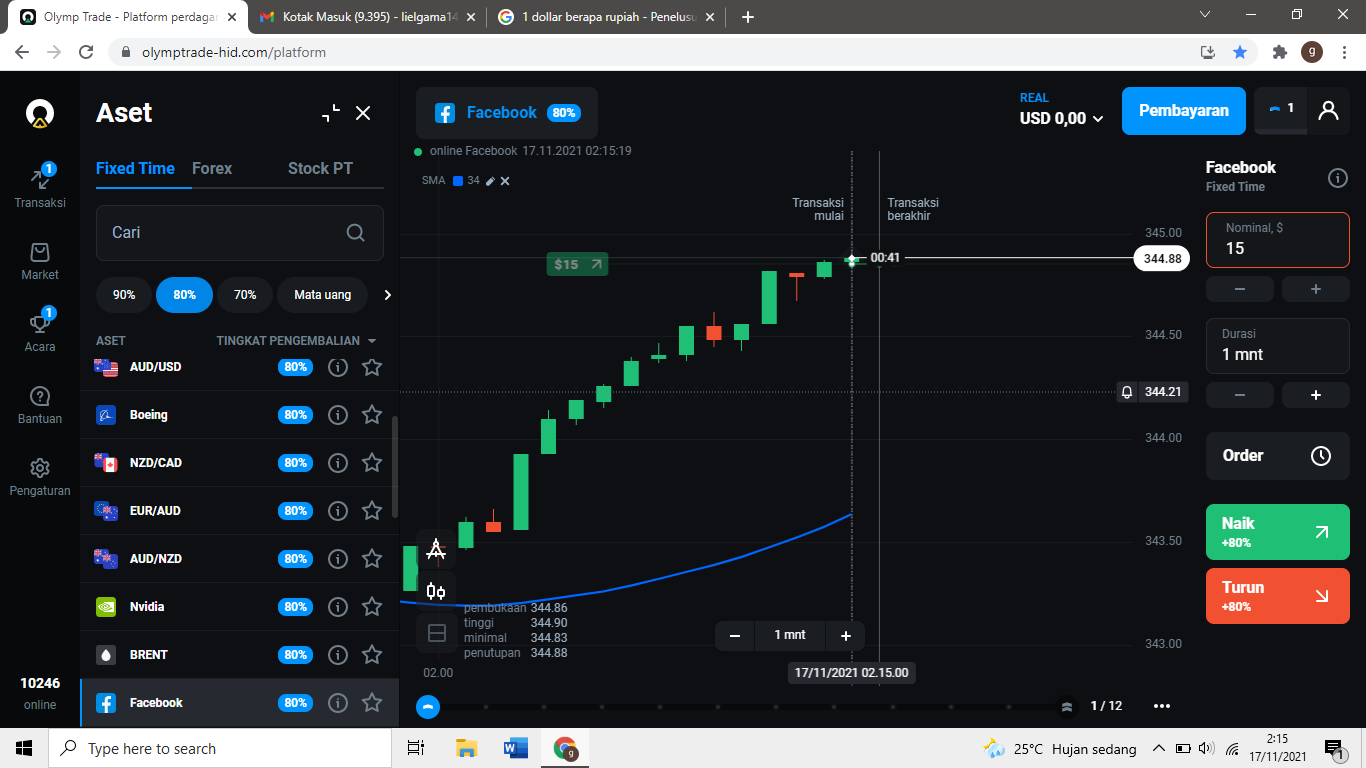 Olymp Trade - Platform perdagar
Kotak Masuk (9.395) - lielgama14
1 dollar berapa rupiah - Penelusu
olymptrade-hid.com/platform
g
Aset
Fixed Time
Forex
Stock PT
Cari
90%
80%
70%
Mata uang
ASET
TINGKAT PENGEMBALIAN
AUD/USD 80%
Boeing 80%
NZD/CAD 80%
EUR/AUD 80%
AUD/NZD 80%
Nvidia 80%
BRENT 80%
Facebook 80%
1
Transaksi
Market
1
Acara
Bantuan
Pengaturan
10246
online
Facebook 80%
online Facebook 17.11.2021 02:15:19
SMA 34
REAL
USD 0,00
Pembayaran
1
Transaksi mulai
Transaksi berakhir
$15
00:41
345.00
344.88
344.50
344.21
344.00
343.50
343.00
pembukaan 344.86
tinggi 344.90
minimal 344.83
penutupan 344.88
1 mnt
02.00
17/11/2021 02.15.00
1 / 12
Facebook
Fixed Time
Nominal, $
15
Durasi
1 mnt
Order
Naik
+80%
Turun
+80%
Type here to search
25°C Hujan sedang
2:15
17/11/2021
1